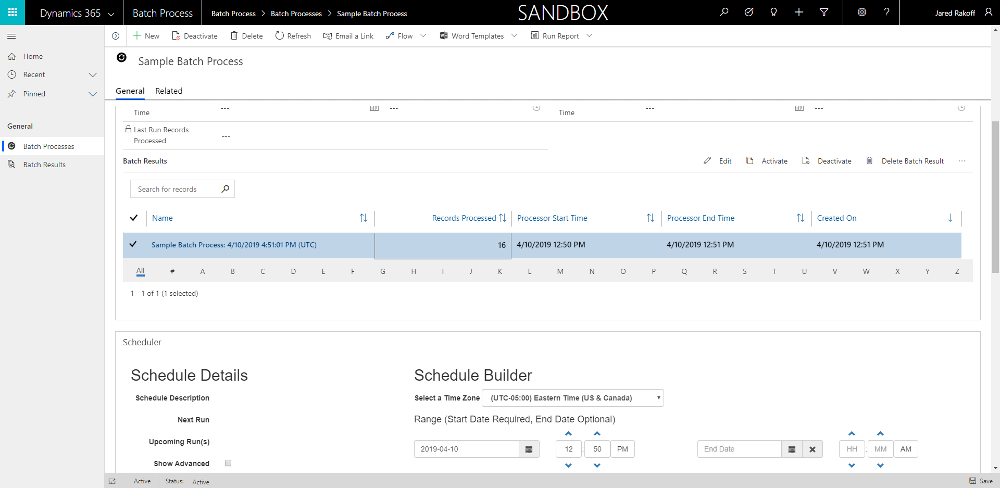 Dynamics 365 Batch Process Batch Process > Batch Processes > Sample Batch Process SANDBOX Jared Rakoff
New Deactivate Delete Refresh Email a Link Flow Word Templates Run Report
Home
Recent
Pinned
General
Batch Processes
Batch Results
Sample Batch Process
General Related
Time --- --- Time --- ---
Last Run Records
Processed ---
Batch Results Edit Activate Deactivate Delete Batch Result ...
Search for records
Name Records Processed Processor Start Time Processor End Time Created On
Sample Batch Process: 4/10/2019 4:51:01 PM (UTC) 16 4/10/2019 12:50 PM 4/10/2019 12:51 PM 4/10/2019 12:51 PM
All # A B C D E F G H I J K L M N O P Q R S T U V W X Y Z
1 - 1 of 1 (1 selected)
Scheduler
Schedule Details Schedule Builder
Schedule Description Select a Time Zone (UTC-05:00) Eastern Time (US & Canada)
Next Run Range (Start Date Required, End Date Optional)
Upcoming Run(s)
2019-04-10 12 : 50 PM End Date HH : MM AM
Show Advanced
Active Status: Active Save